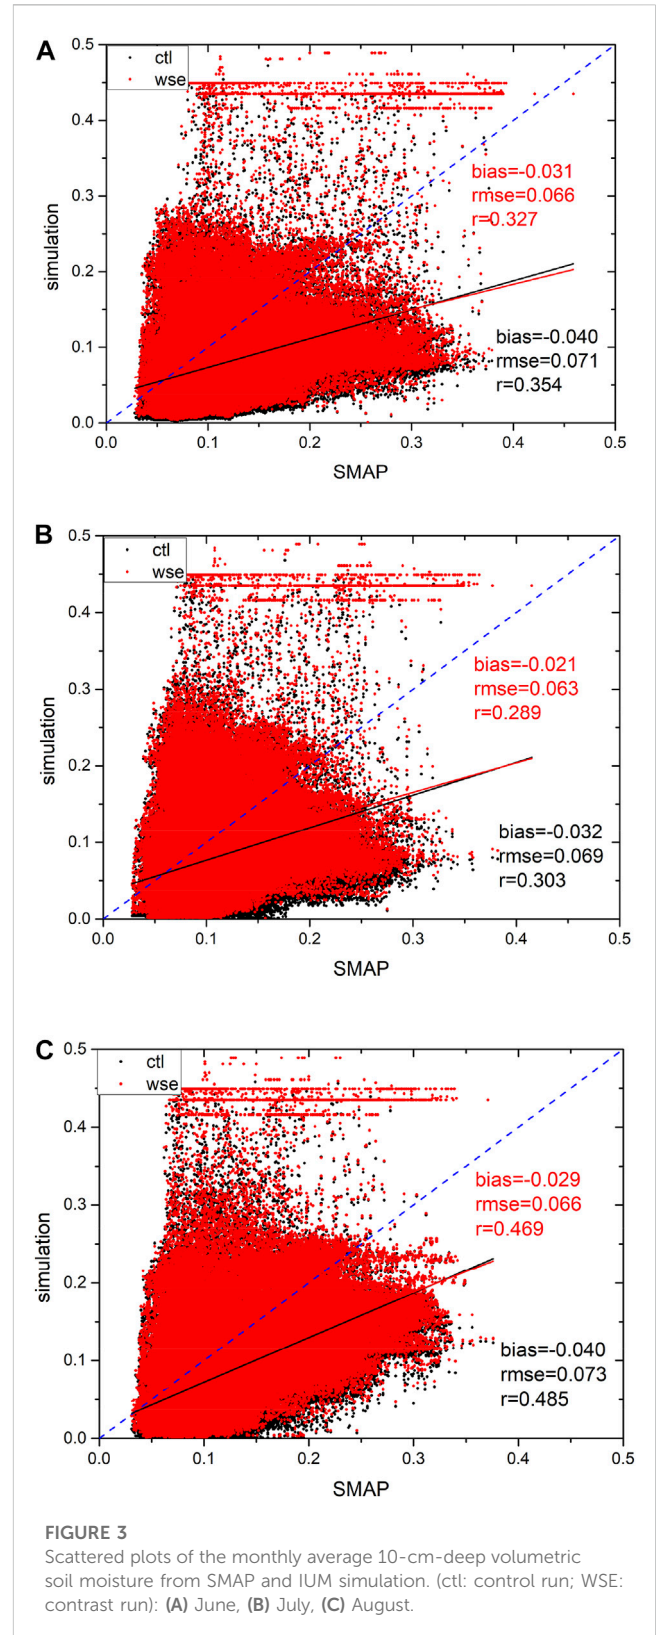 A
ctl
wse
0.5
0.4
0.3
0.2
0.1
0.0
simulation
bias=-0.031
rmse=0.066
r=0.327
bias=-0.040
rmse=0.071
r=0.354
0.0 0.1 0.2 0.3 0.4 0.5
SMAP
B
ctl
wse
0.5
0.4
0.3
0.2
0.1
0.0
simulation
bias=-0.021
rmse=0.063
r=0.289
bias=-0.032
rmse=0.069
r=0.303
0.0 0.1 0.2 0.3 0.4 0.5
SMAP
C
ctl
wse
0.5
0.4
0.3
0.2
0.1
0.0
simulation
bias=-0.029
rmse=0.066
r=0.469
bias=-0.040
rmse=0.073
r=0.485
0.0 0.1 0.2 0.3 0.4 0.5
SMAP
FIGURE 3
Scattered plots of the monthly average 10-cm-deep volumetric
soil moisture from SMAP and IUM simulation. (ctl: control run; WSE:
contrast run): (A) June, (B) July, (C) August.